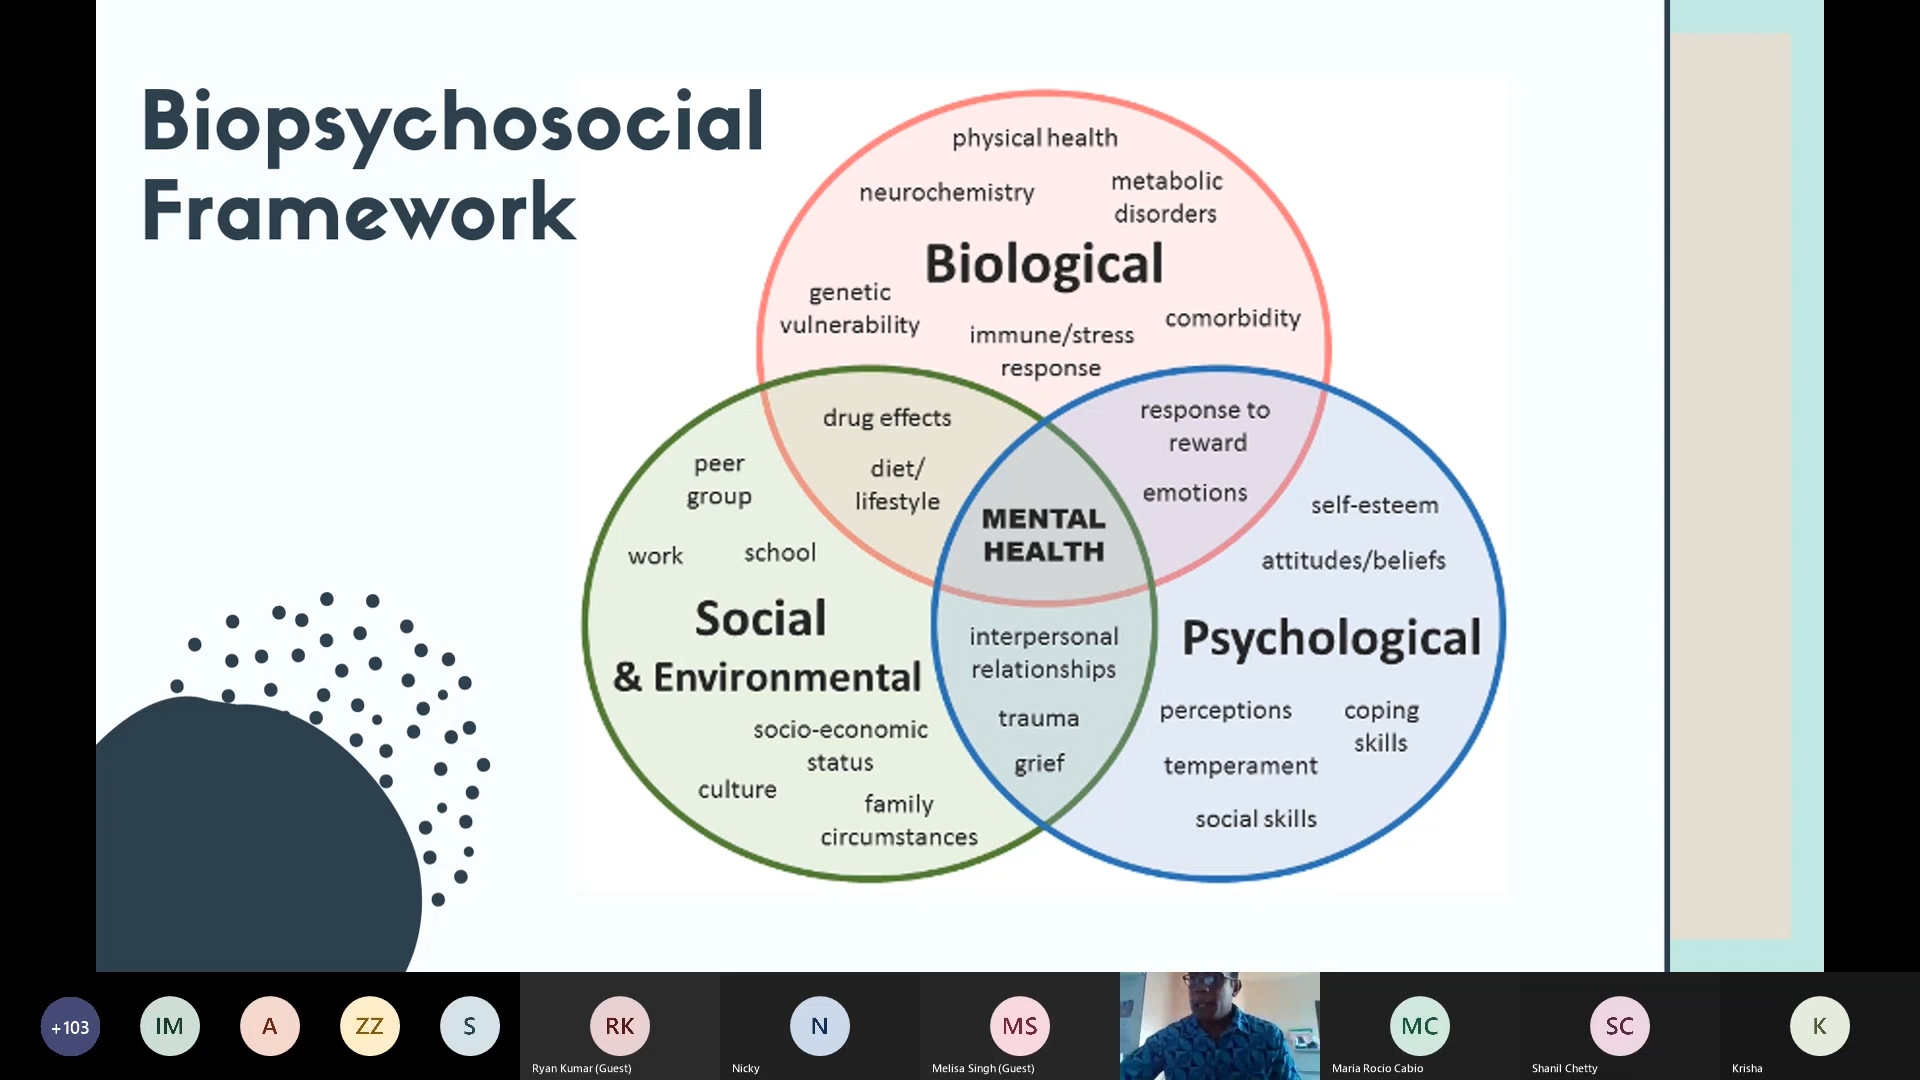 Biopsychosocial
Framework
physical health
neurochemistry
metabolic
disorders
Biological
genetic
vulnerability
immune/stress
response
comorbidity
drug effects
diet/
lifestyle
response to
reward
emotions
MENTAL
HEALTH
peer
group
work
school
Social
& Environmental
socio-economic
status
culture
family
circumstances
interpersonal
relationships
trauma
grief
self-esteem
attitudes/beliefs
Psychological
perceptions
coping
skills
temperament
social skills
+103
IM
A
ZZ
S
RK
Ryan Kumar (Guest)
N
Nicky
MS
Melisa Singh (Guest)
MC
Maria Rocio Cabio
SC
Shanil Chetty
K
Krisha